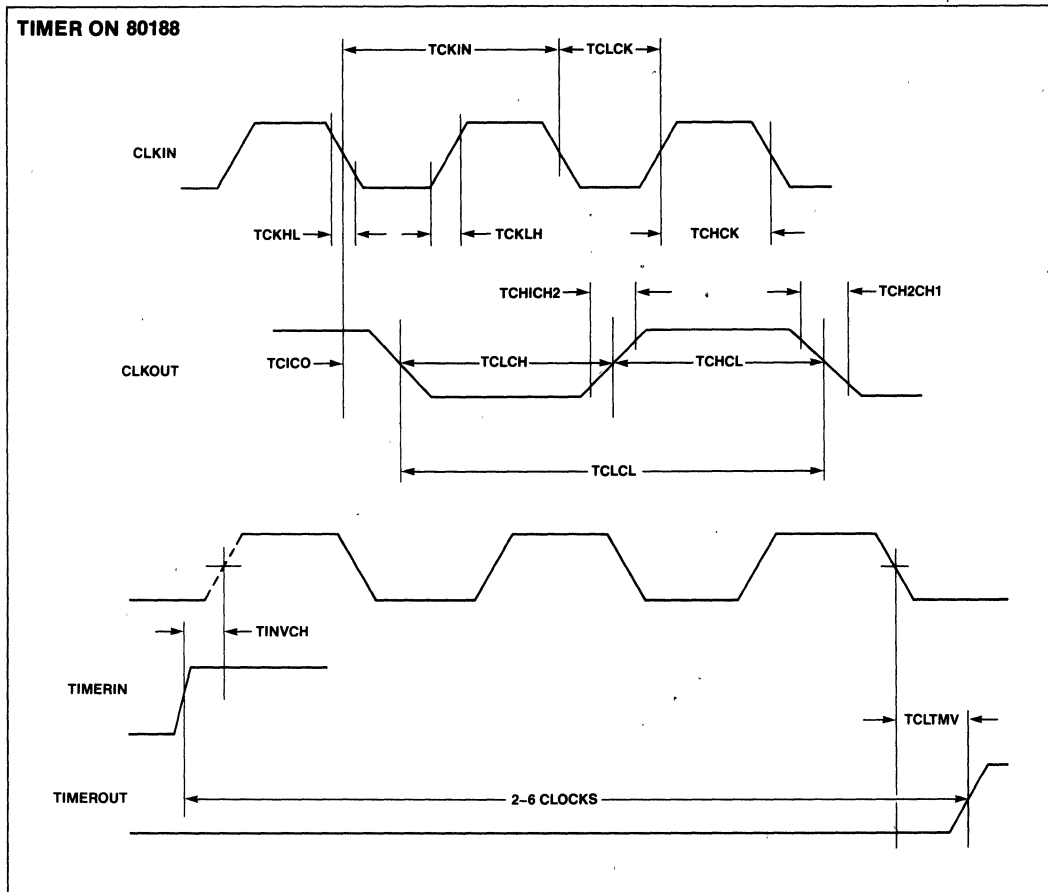 TIMER ON 80188
TCKIN
TCLCK
CLKIN
TCKHL
TCKLH
TCHCK
TCHICH2
TCH2CH1
CLKOUT
TCICO
TCLCH
TCHCL
TCLCL
TINVCH
TIMERIN
TCLTMV
TIMEROUT
2–6 CLOCKS